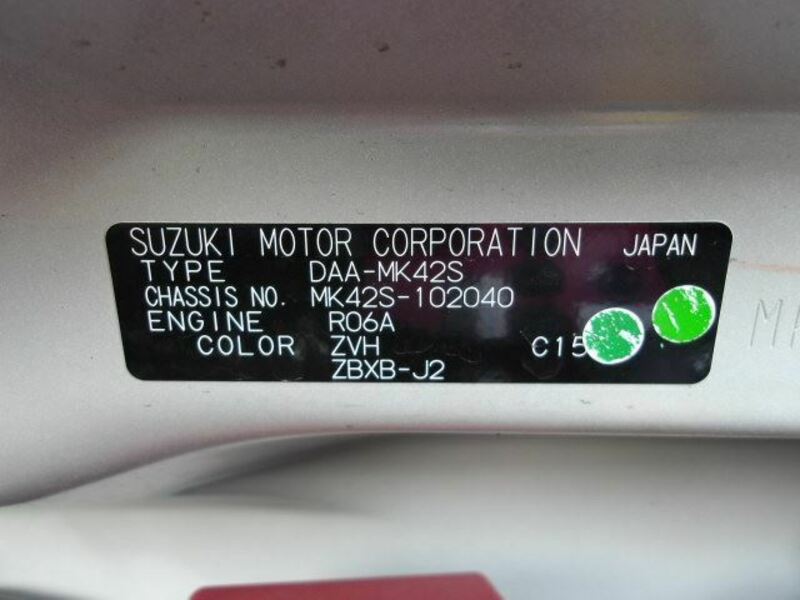 SUZUKI MOTOR CORPORATION JAPAN
TYPE DAA-MK42S
CHASSIS NO. MK42S-102040
ENGINE R06A
COLOR ZVH C15
ZBXB-J2